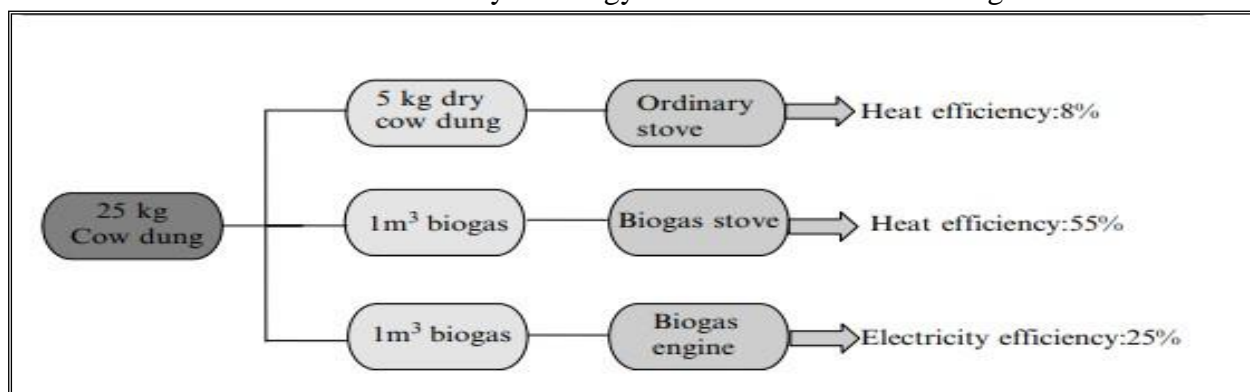 5 kg dry
cow dung
Ordinary
stove
Heat efficiency:8%
25 kg
Cow dung
1m³ biogas
Biogas stove
Heat efficiency:55%
1m³ biogas
Biogas
engine
Electricity efficiency:25%